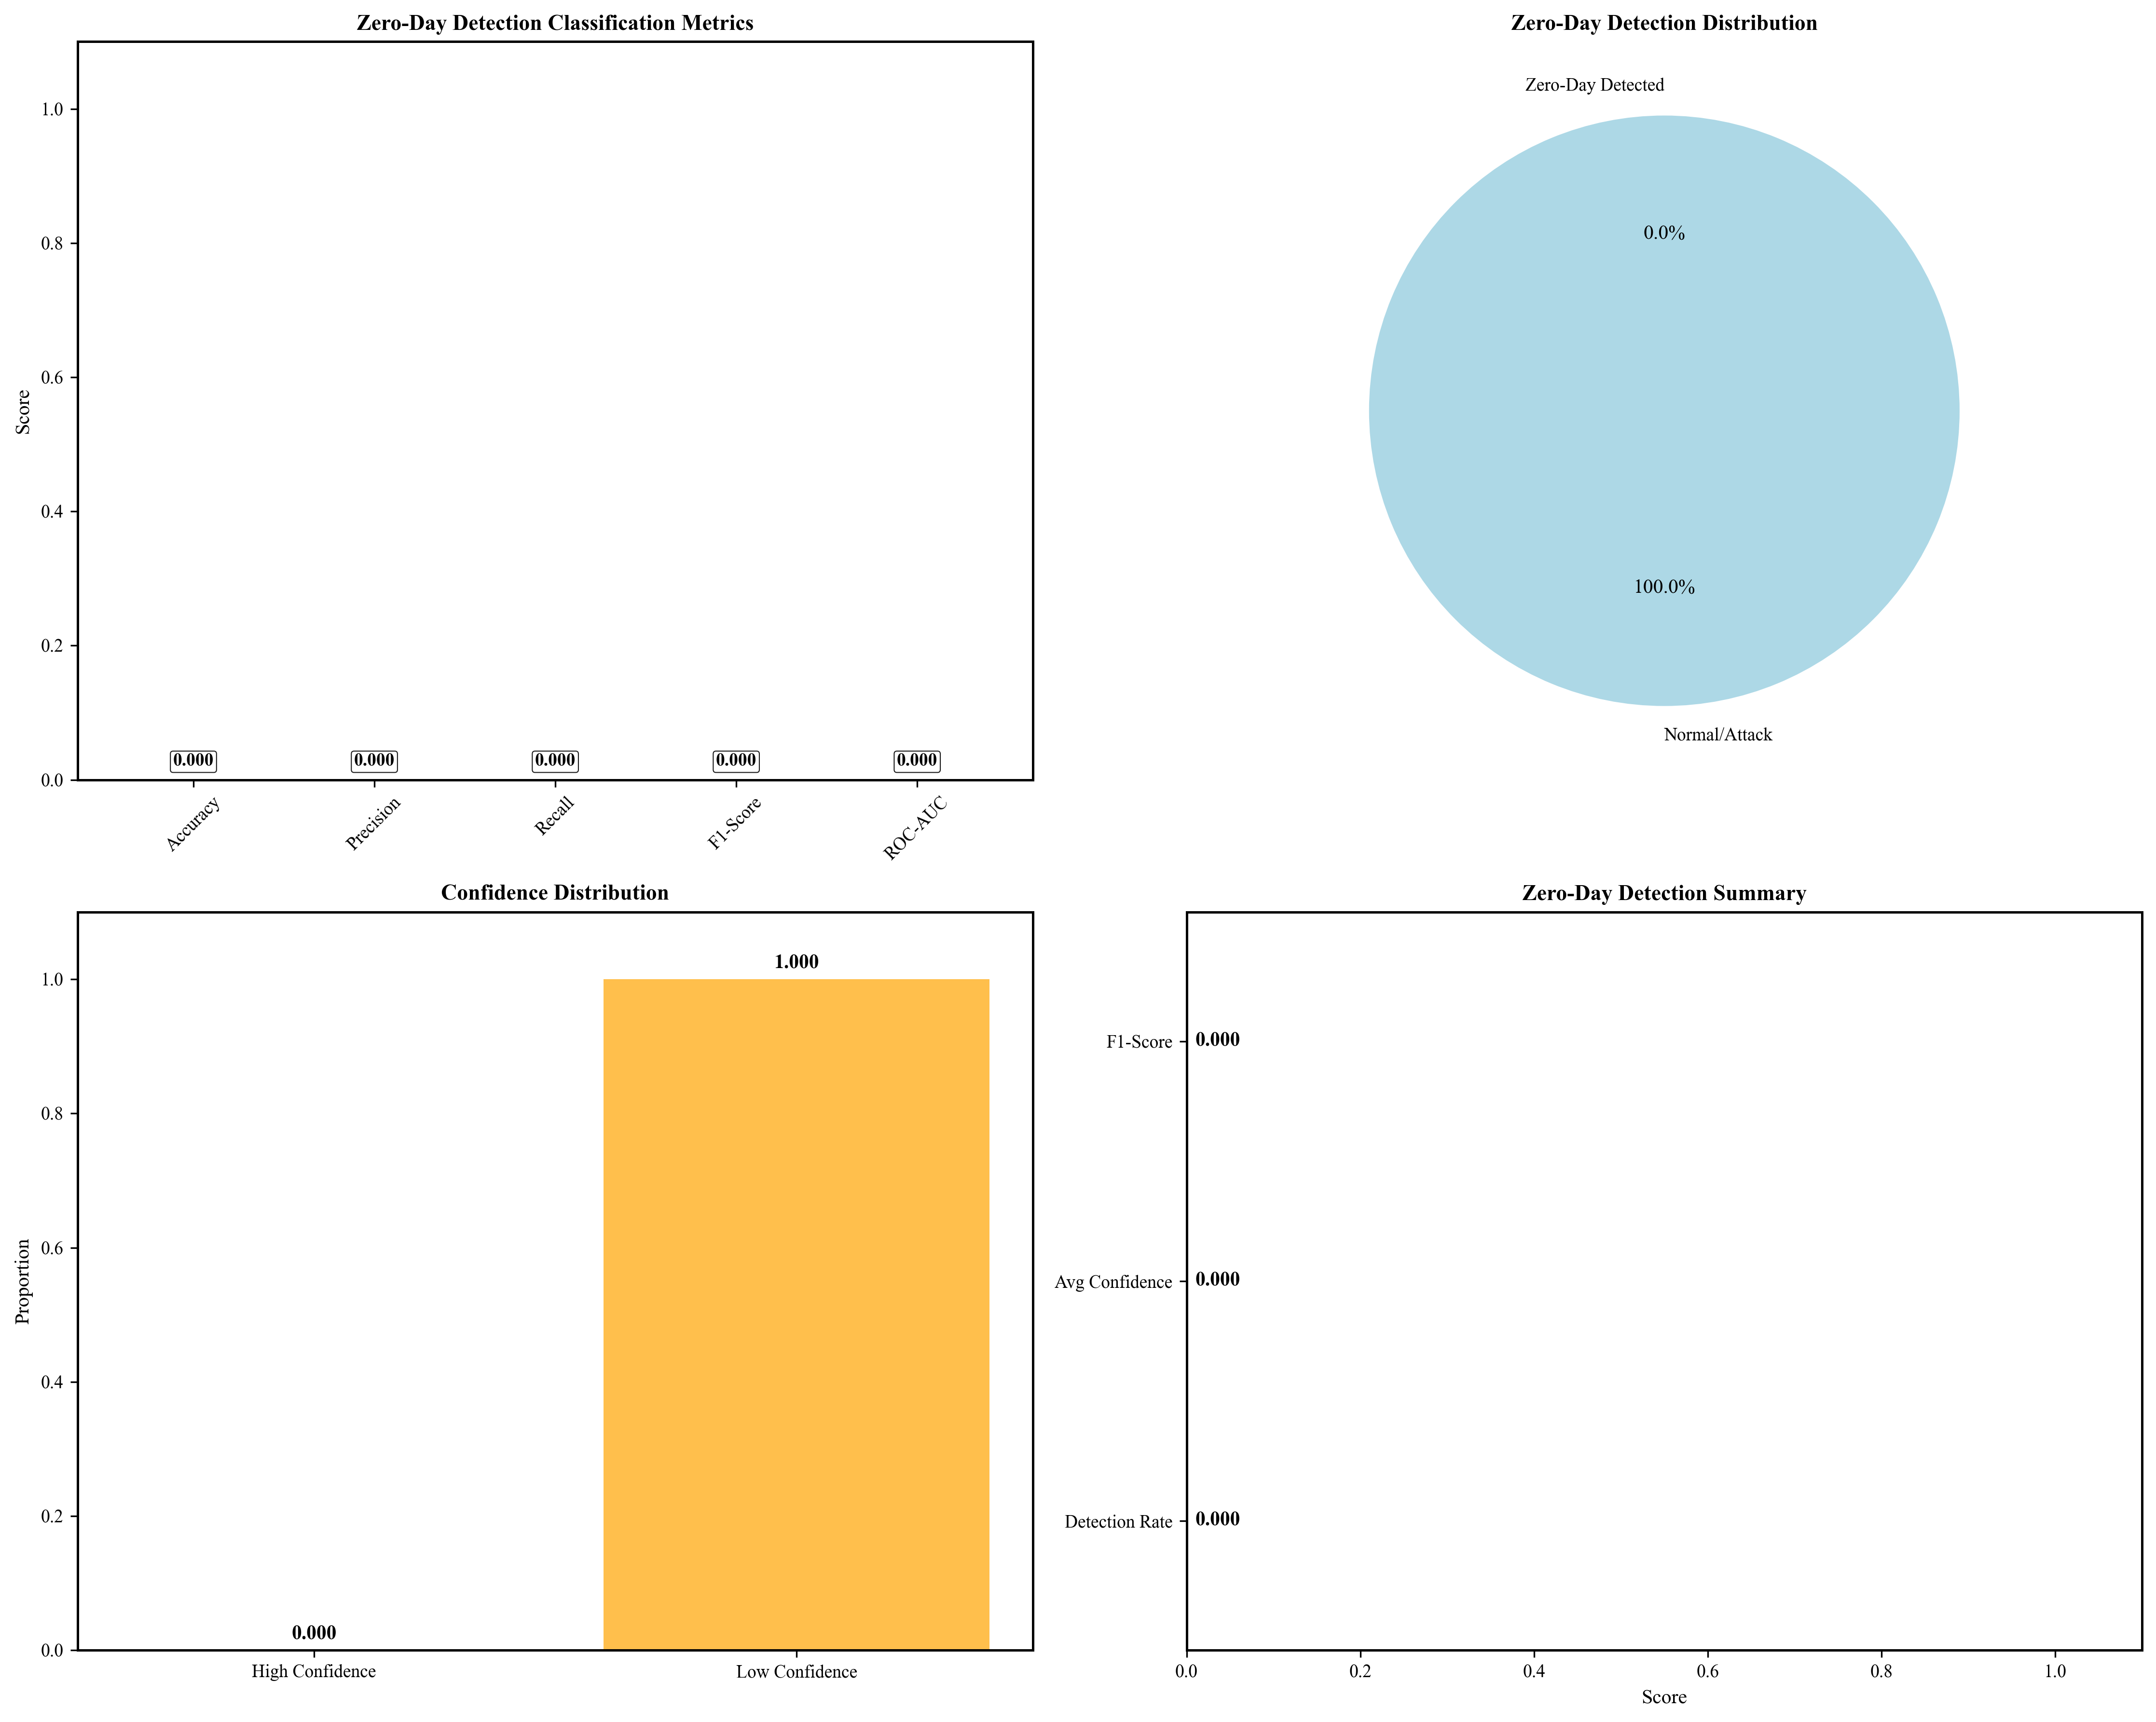 Zero-Day Detection Classification Metrics
Score
1.0
0.8
0.6
0.4
0.2
0.0
0.000 0.000 0.000 0.000 0.000
Accuracy Precision Recall F1-Score ROC-AUC
Zero-Day Detection Distribution
Zero-Day Detected
0.0%
100.0%
Normal/Attack
Confidence Distribution
Proportion
1.0
0.8
0.6
0.4
0.2
0.0
0.000
1.000
High Confidence Low Confidence
Zero-Day Detection Summary
F1-Score 0.000
Avg Confidence 0.000
Detection Rate 0.000
0.0 0.2 0.4 0.6 0.8 1.0
Score